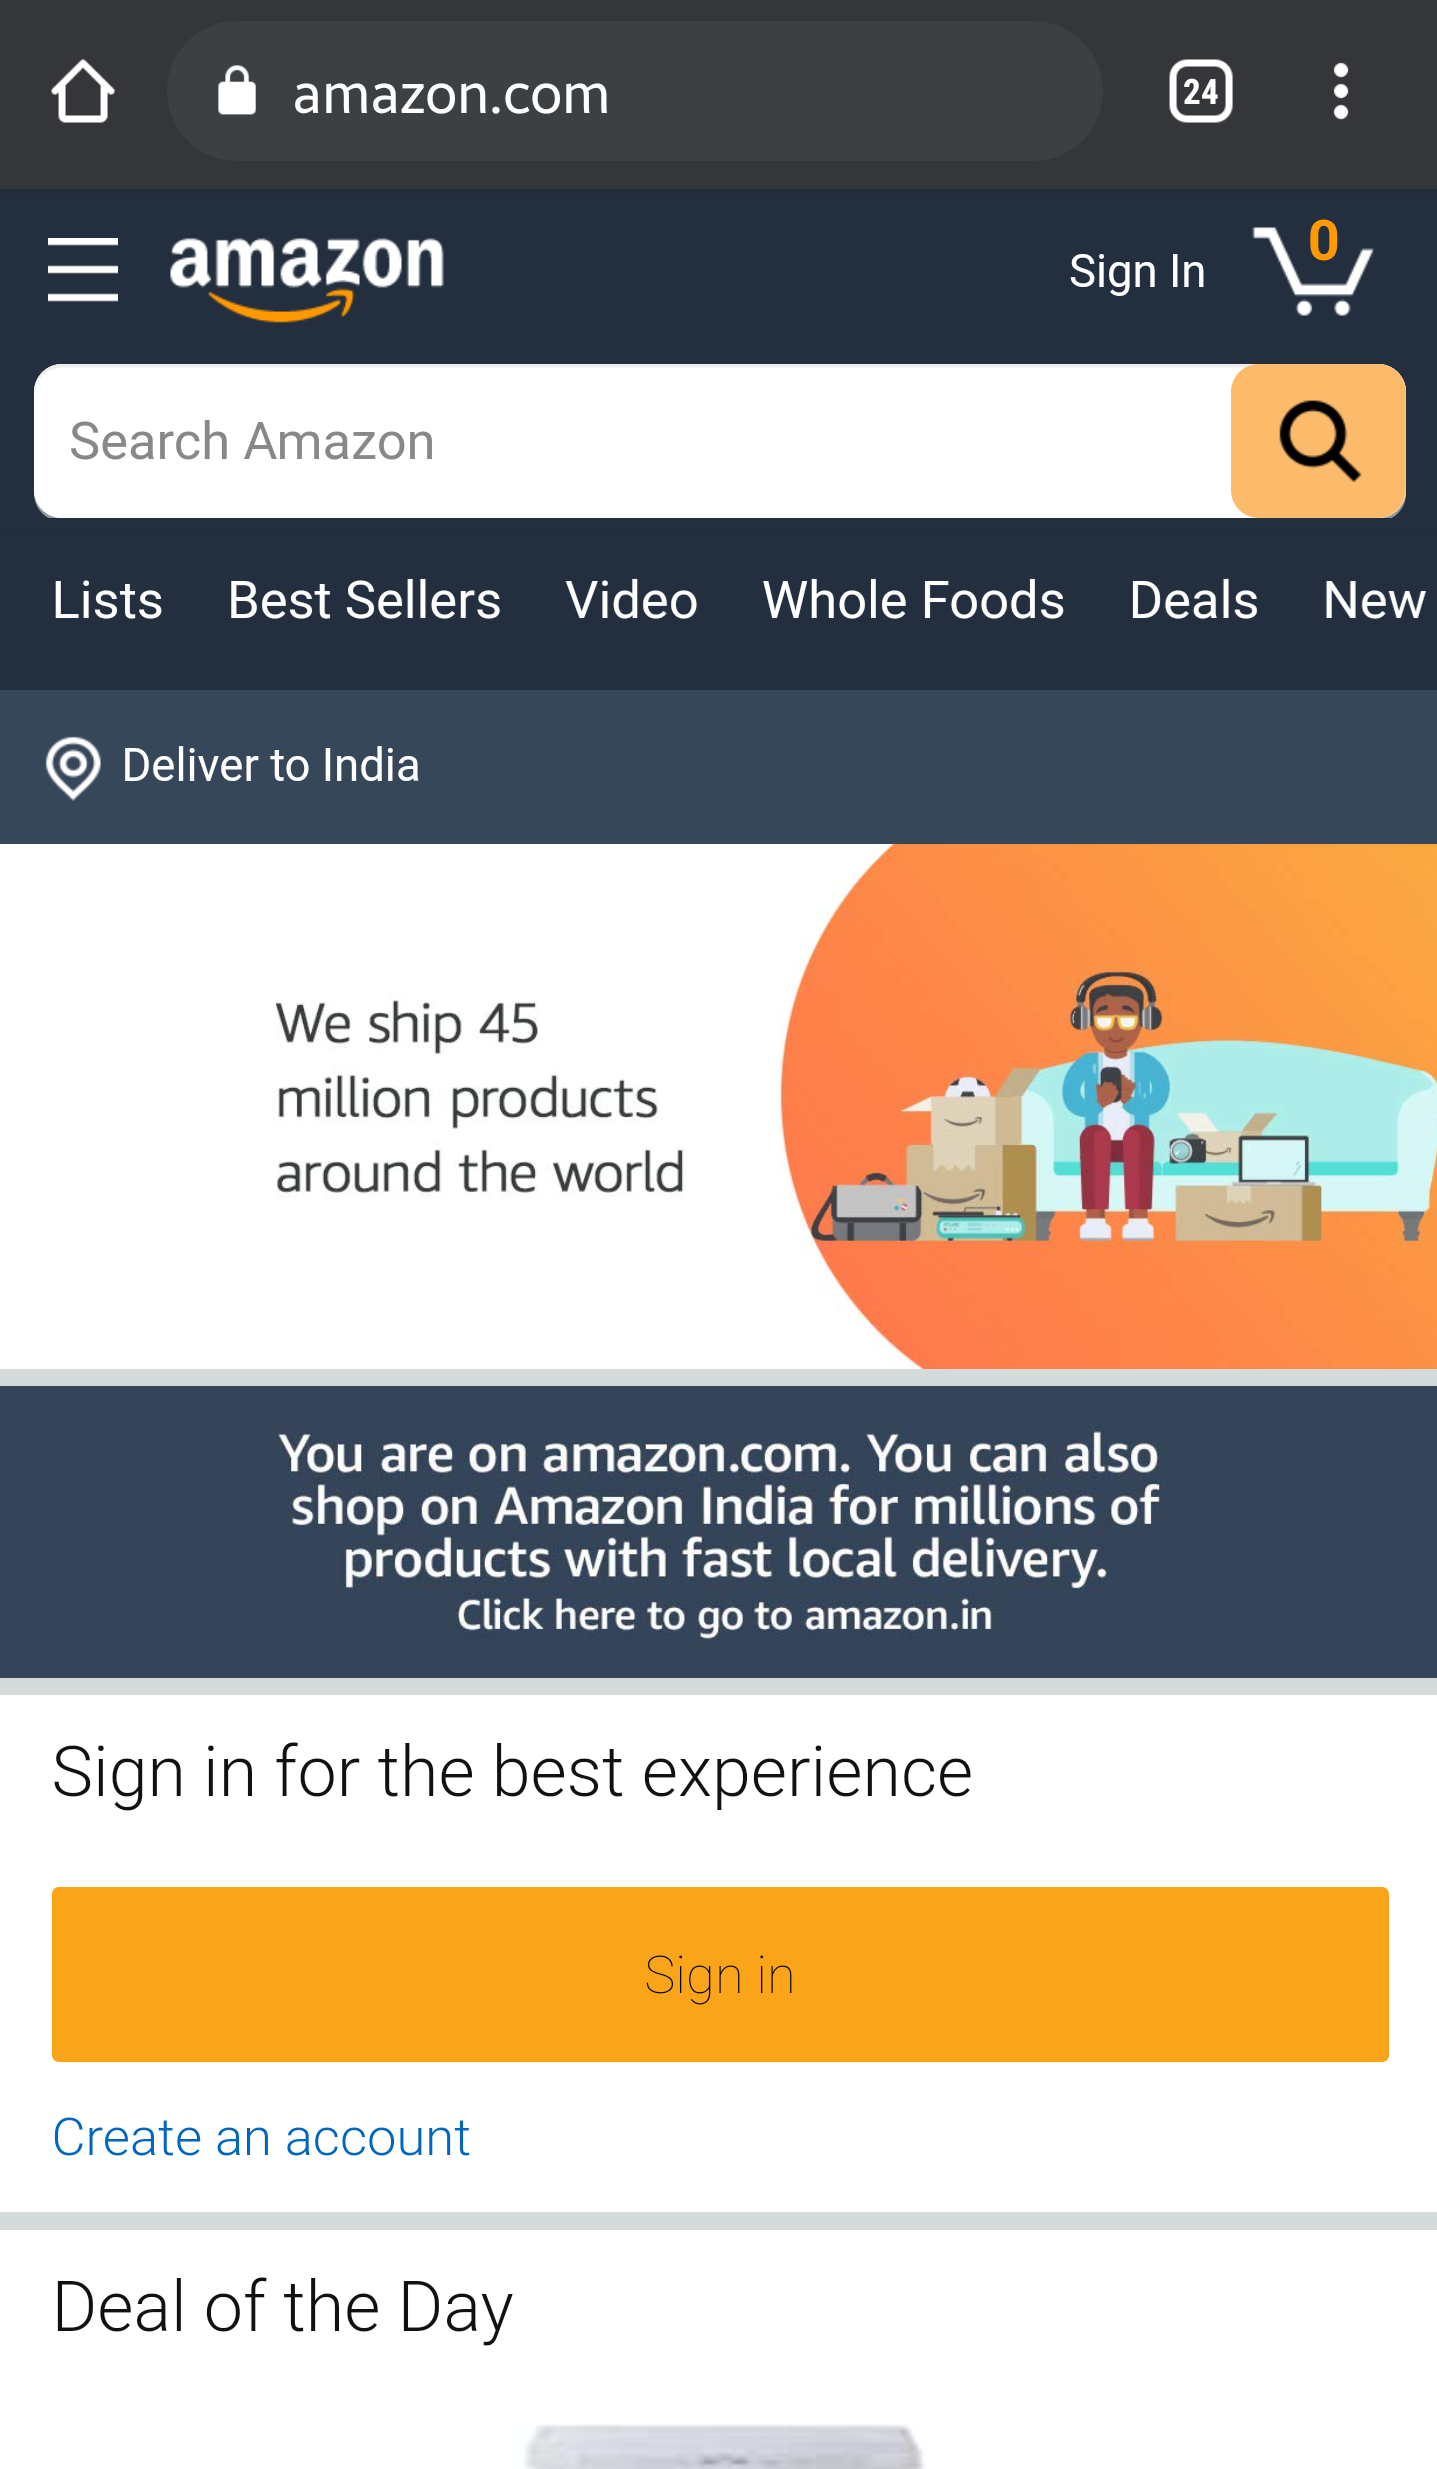 amazon.com
24
amazon
Sign In
0
Search Amazon
Lists Best Sellers Video Whole Foods Deals New
Deliver to India
We ship 45
million products
around the world
You are on amazon.com. You can also
shop on Amazon India for millions of
products with fast local delivery.
Click here to go to amazon.in
Sign in for the best experience
Sign in
Create an account
Deal of the Day